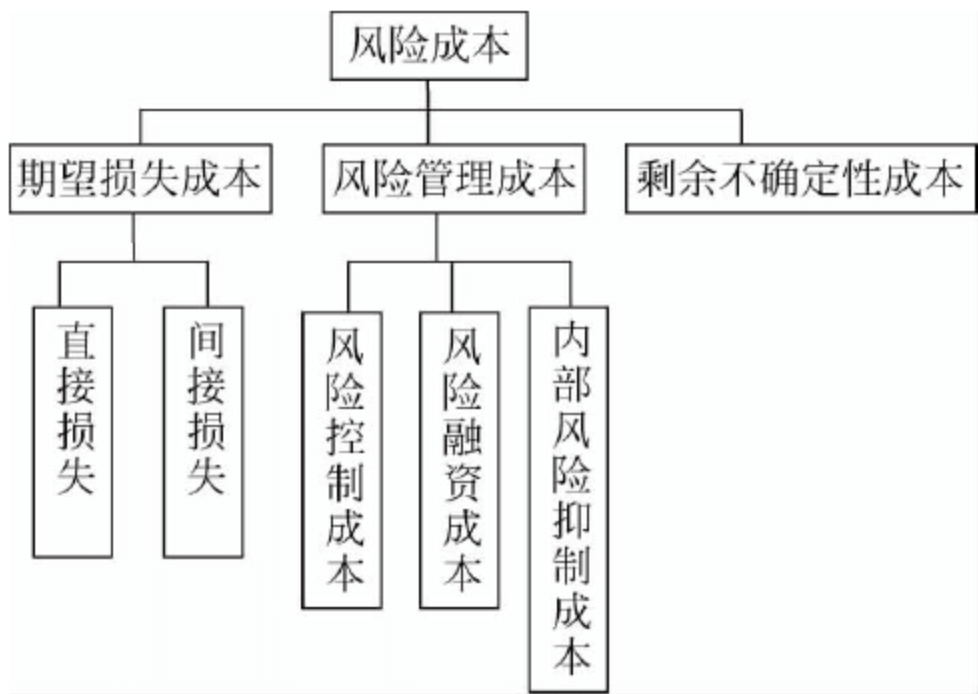 风险成本
期望损失成本
风险管理成本
剩余不确定性成本
直接损失
间接损失
风险控制成本
风险融资成本
内部风险抑制成本